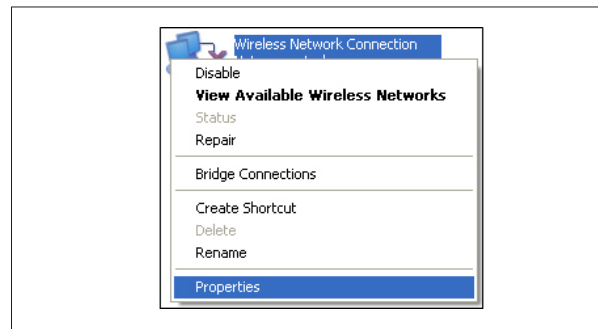 Wireless Network Connection
Disable
View Available Wireless Networks
Status
Repair
Bridge Connections
Create Shortcut
Delete
Rename
Properties